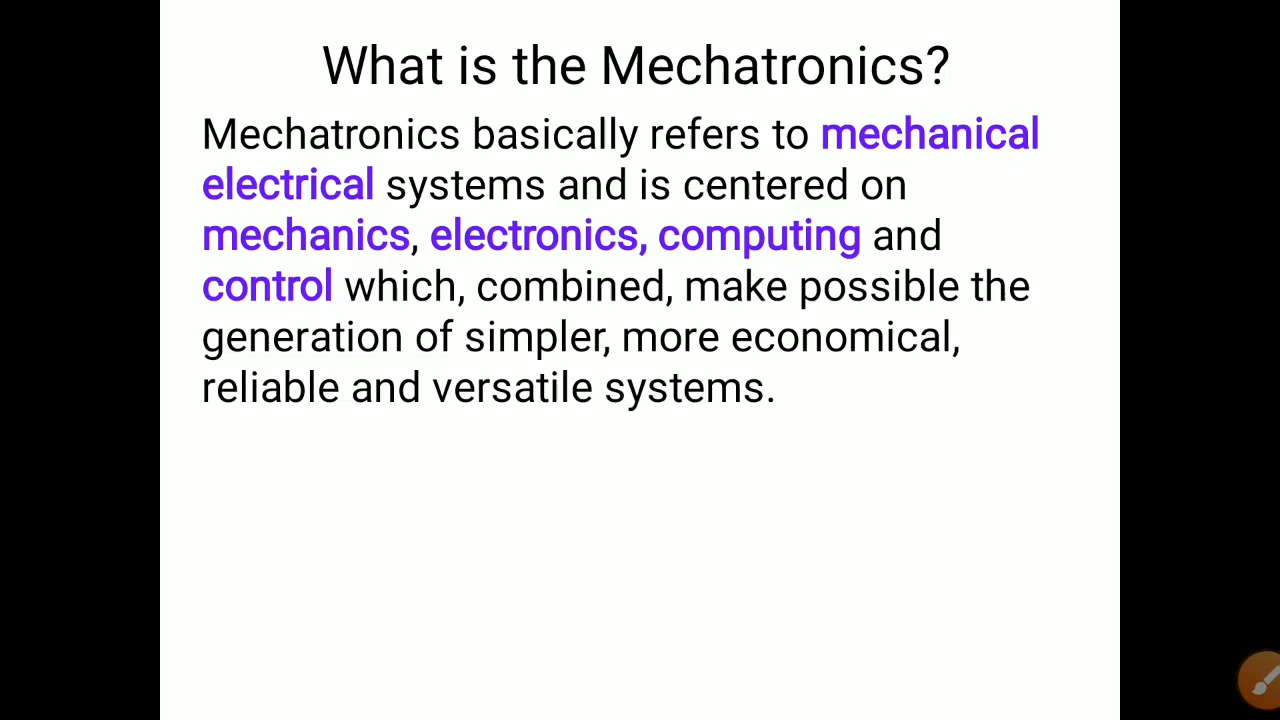 What is the Mechatronics?
Mechatronics basically refers to mechanical
electrical systems and is centered on
mechanics, electronics, computing and
control which, combined, make possible the
generation of simpler, more economical,
reliable and versatile systems.